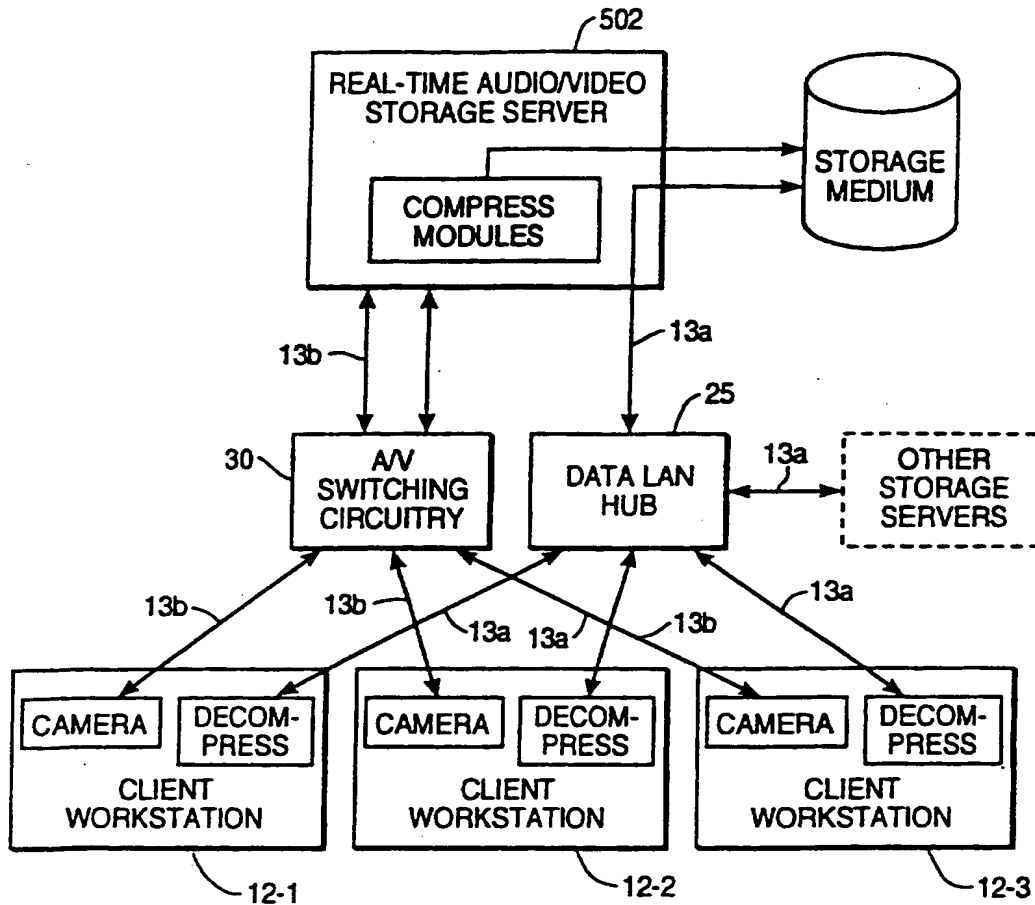 502
REAL-TIME AUDIO/VIDEO
STORAGE SERVER
COMPRESS
MODULES
STORAGE
MEDIUM
13b
13a
25
30
A/V
SWITCHING
CIRCUITRY
DATA LAN
HUB
13a
OTHER
STORAGE
SERVERS
13b
13b
13a
13a
13b
13a
CAMERA
DECOM-
PRESS
CLIENT
WORKSTATION
CAMERA
DECOM-
PRESS
CLIENT
WORKSTATION
CAMERA
DECOM-
PRESS
CLIENT
WORKSTATION
12-1
12-2
12-3